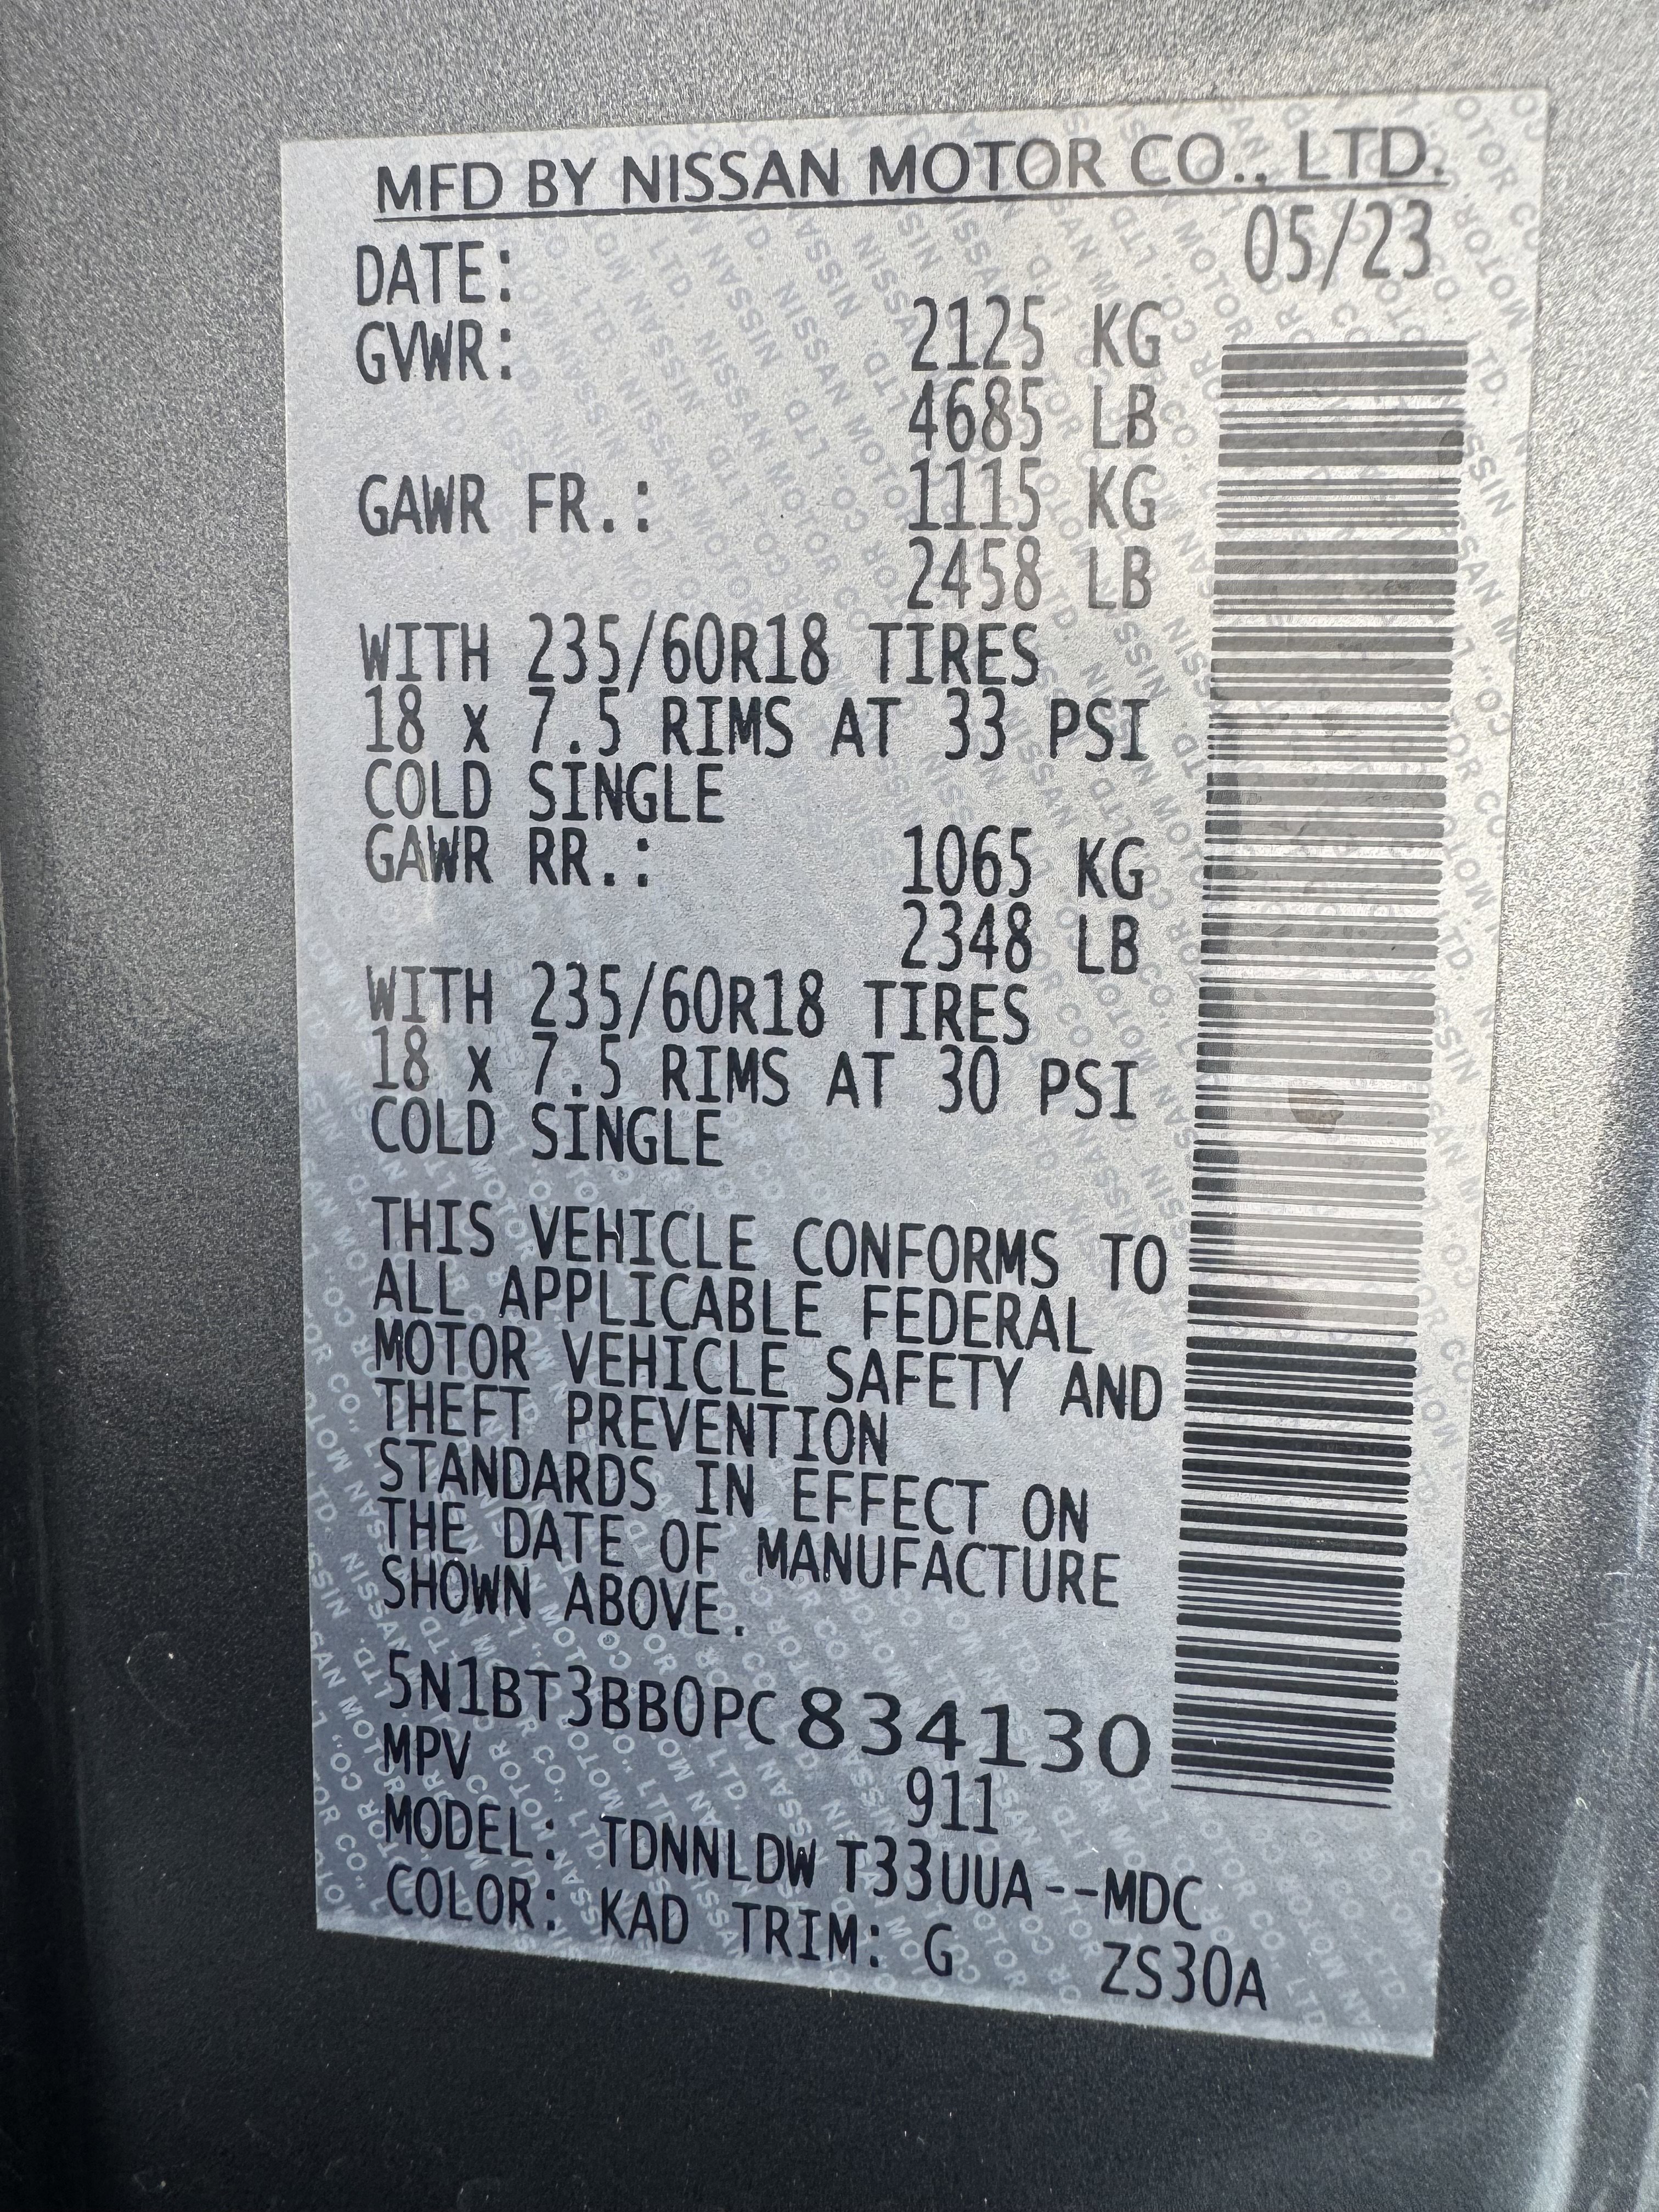 MFD BY NISSAN MOTOR CO., LTD.
DATE: 05/23
GVWR: 2125 KG
4685 LB
GAWR FR.: 1115 KG
2458 LB
WITH 235/60R18 TIRES
18 x 7.5 RIMS AT 33 PSI
COLD SINGLE
GAWR RR.: 1065 KG
2348 LB
WITH 235/60R18 TIRES
18 x 7.5 RIMS AT 30 PSI
COLD SINGLE
THIS VEHICLE CONFORMS TO
ALL APPLICABLE FEDERAL
MOTOR VEHICLE SAFETY AND
THEFT PREVENTION
STANDARDS IN EFFECT ON
THE DATE OF MANUFACTURE
SHOWN ABOVE.
5N1BT3BB0PC834130
MPV 911
MODEL: TDNNLDW T33UUA--MDC
COLOR: KAD TRIM: G ZS30A